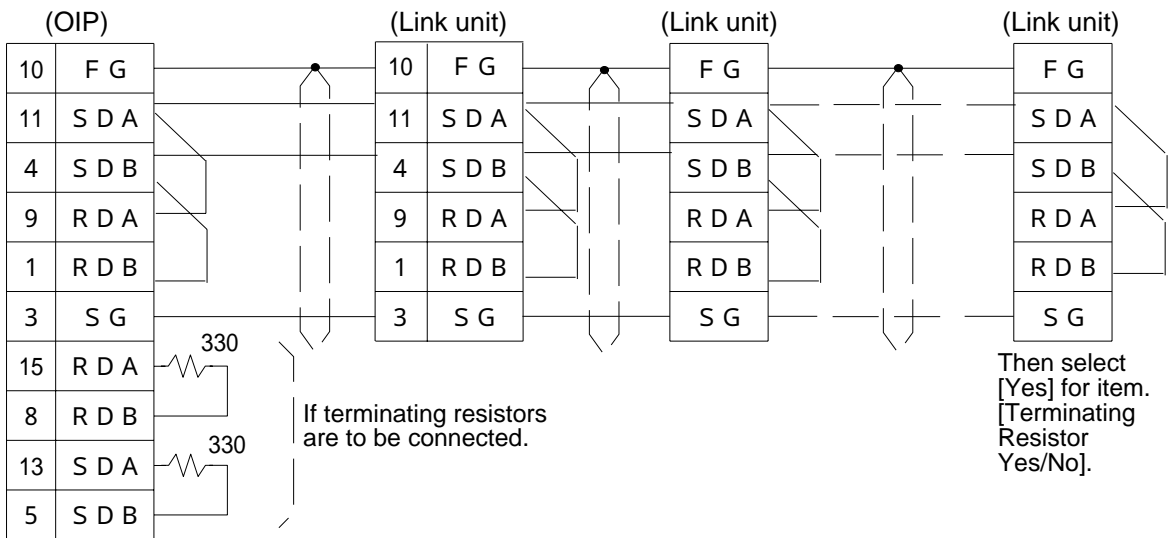 (OIP) (Link unit) (Link unit) (Link unit)
10 F G 10 F G F G F G
11 S D A 11 S D A S D A S D A
4 S D B 4 S D B S D B S D B
9 R D A 9 R D A R D A R D A
1 R D B 1 R D B R D B R D B
3 S G 3 S G S G S G
330
15 R D A
8 R D B
330
13 S D A
5 S D B
If terminating resistors
are to be connected.
Then select
[Yes] for item.
[Terminating
Resistor
Yes/No].